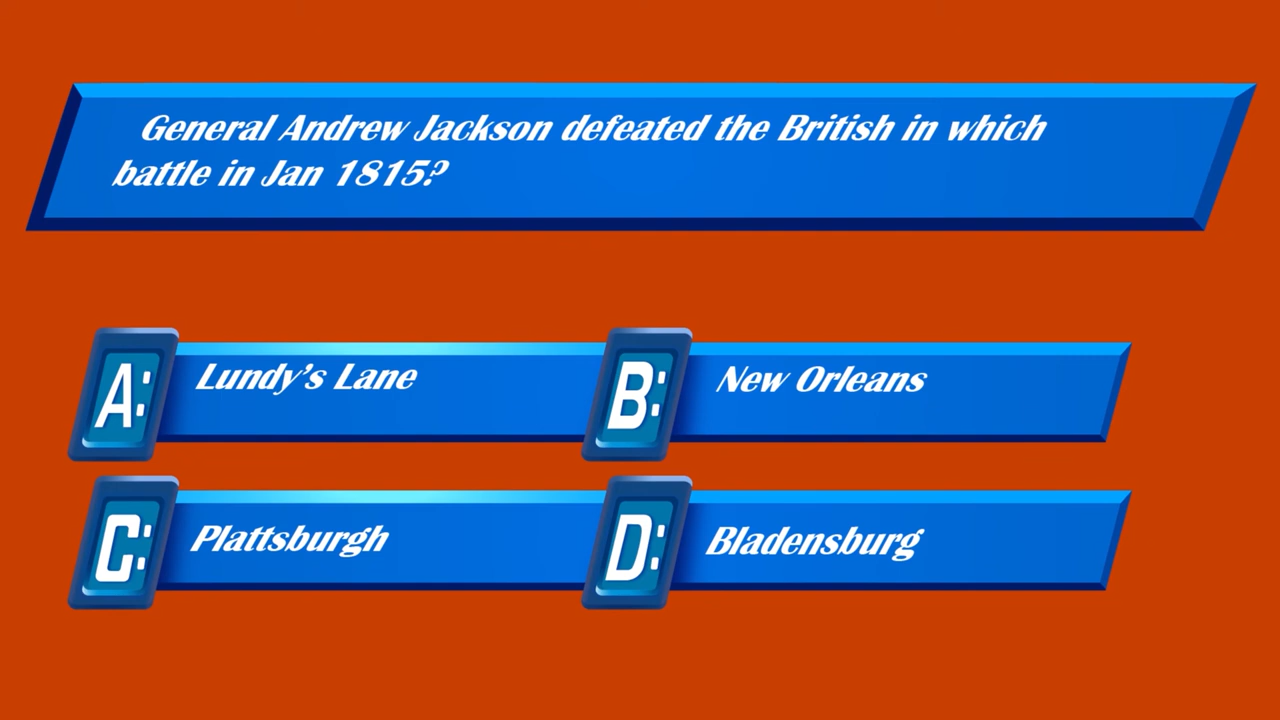 General Andrew Jackson defeated the British in which
battle in Jan 1815?
A: Lundy's Lane
B: New Orleans
C: Plattsburgh
D: Bladensburg